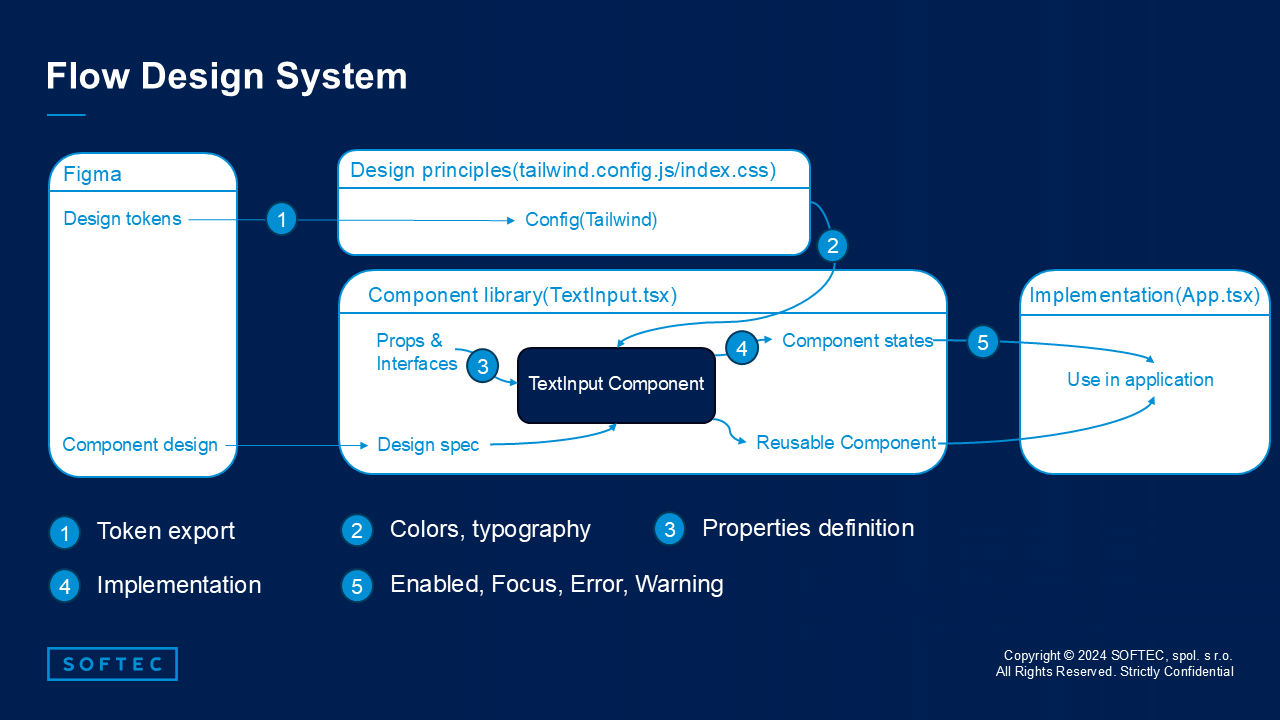 Flow Design System
Figma
Design tokens
Component design
1
Design principles(tailwind.config.js/index.css)
Config(Tailwind)
2
Component library(TextInput.tsx)
Props &
Interfaces
3
TextInput Component
4
Component states
Design spec
Reusable Component
5
Implementation(App.tsx)
Use in application
1 Token export
2 Colors, typography
3 Properties definition
4 Implementation
5 Enabled, Focus, Error, Warning
SOFTEC
Copyright © 2024 SOFTEC, spol. s r.o.
All Rights Reserved. Strictly Confidential